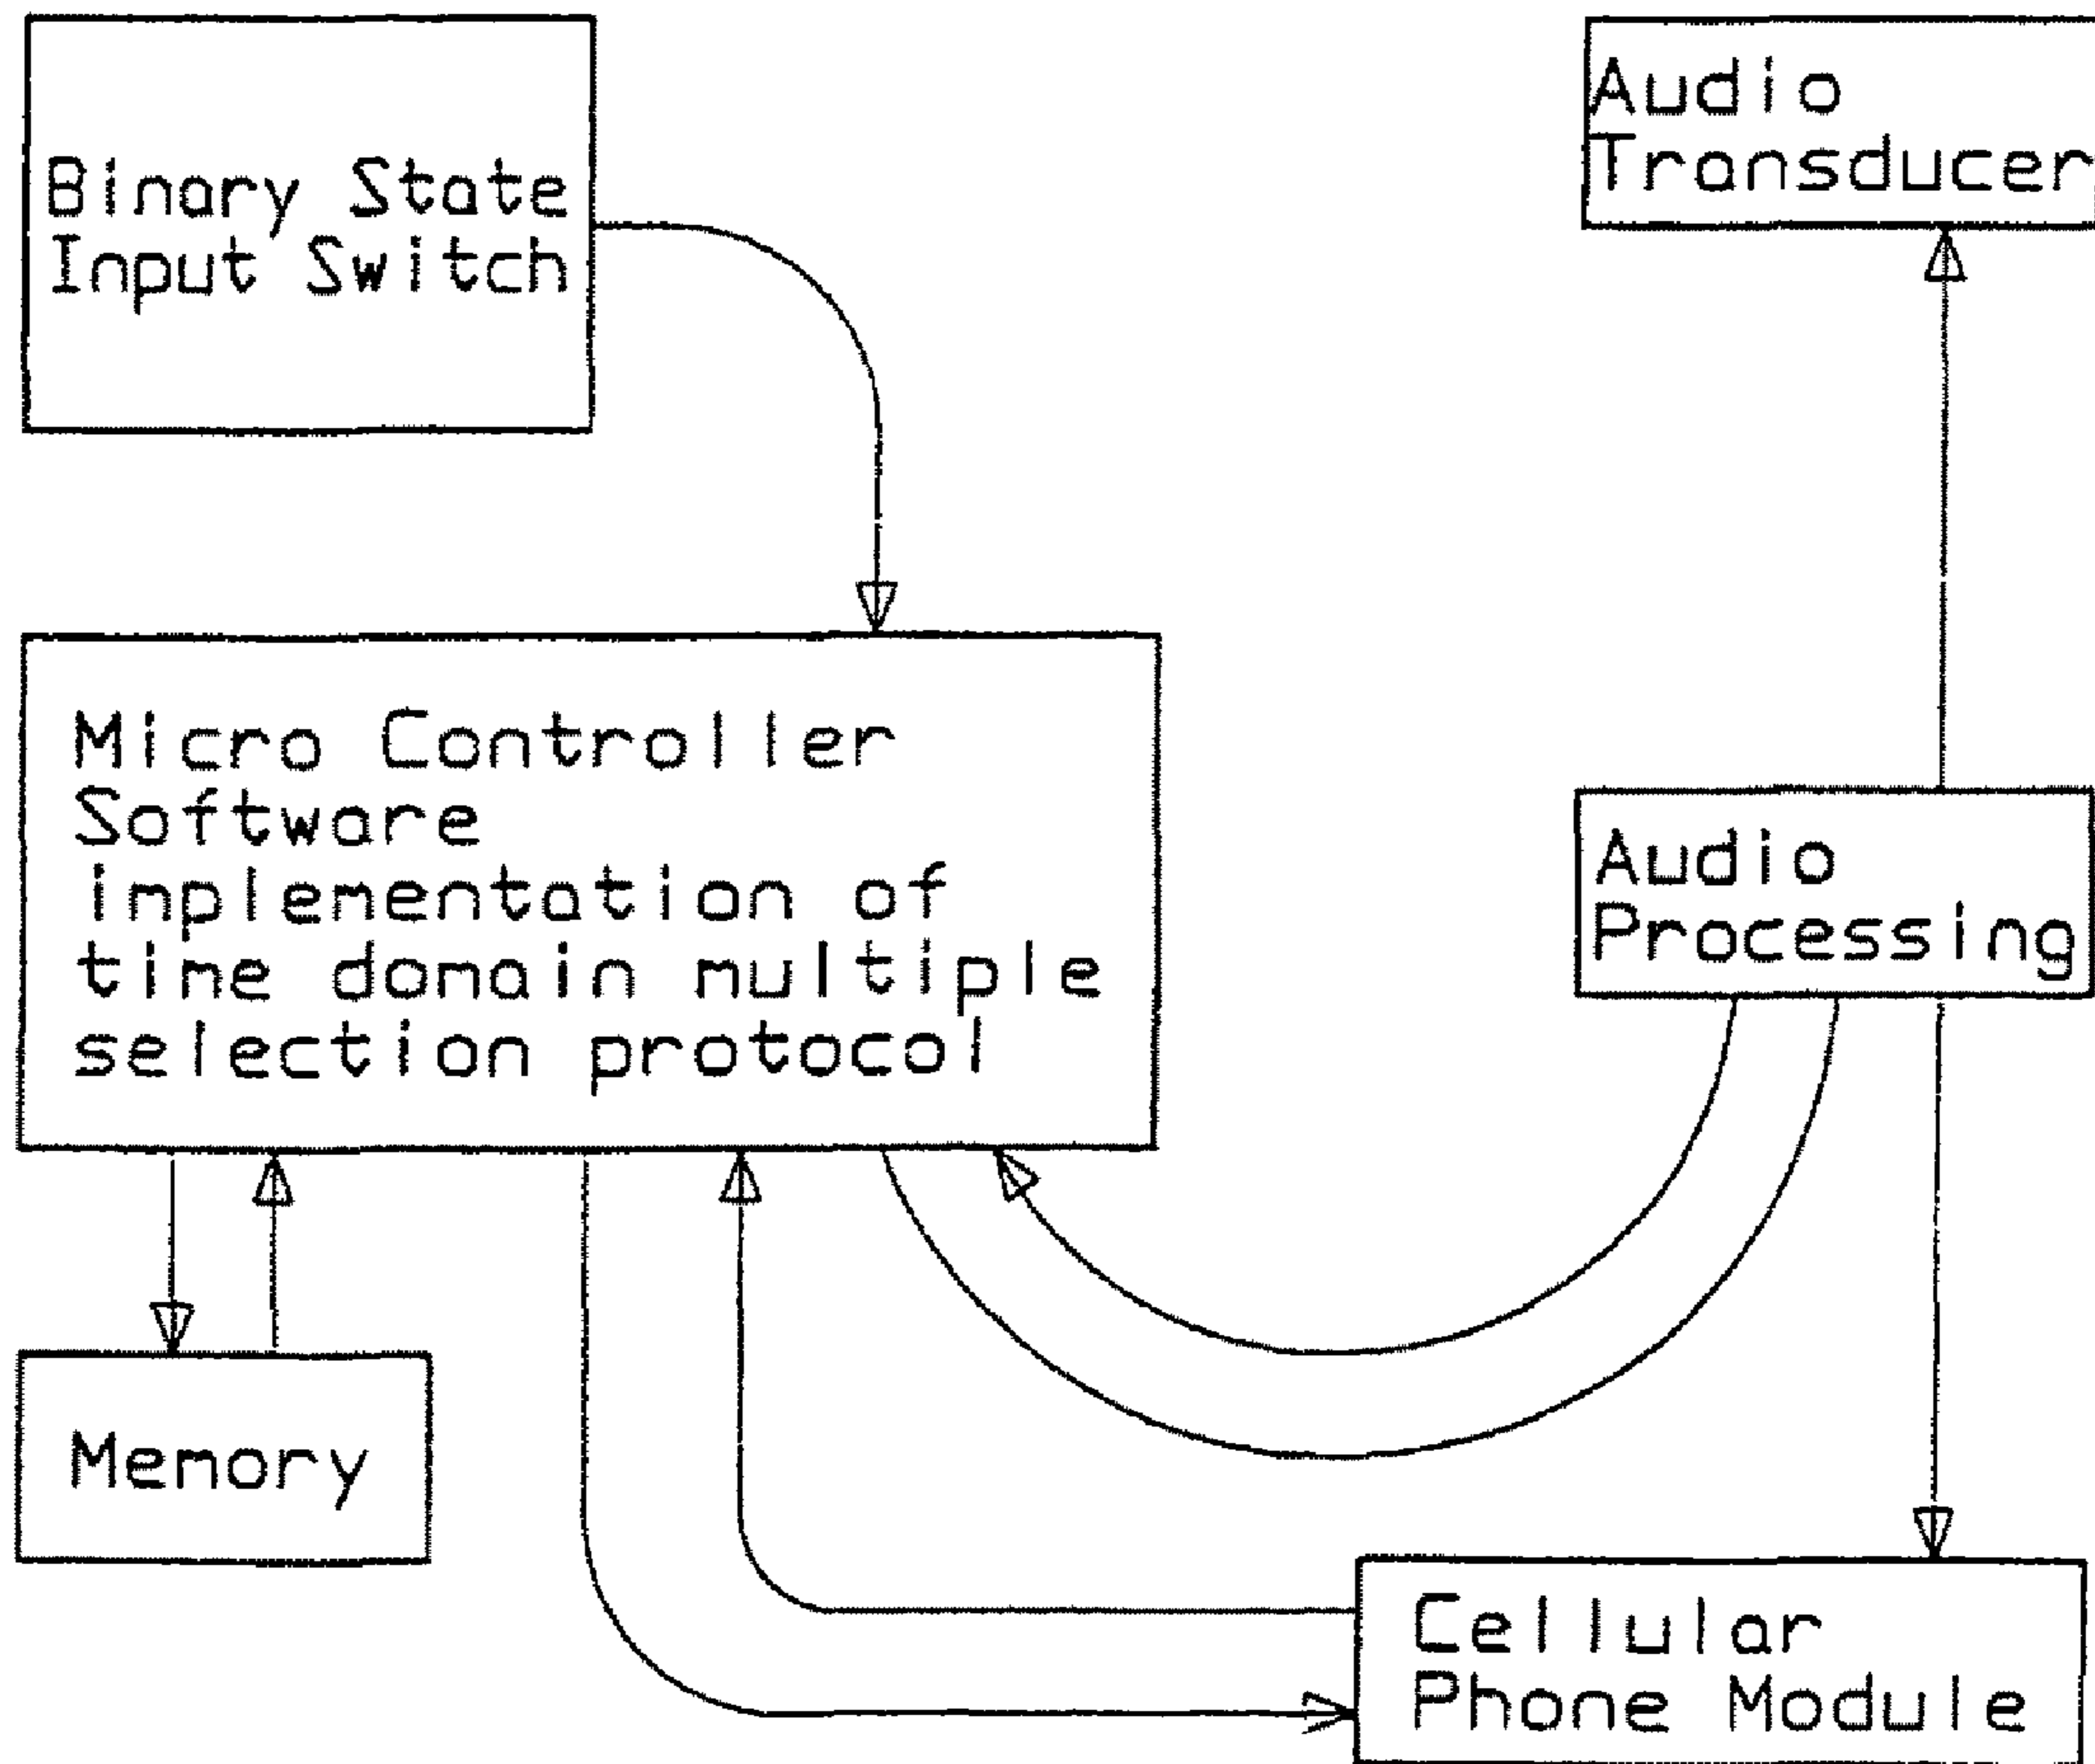 Binary State
Input Switch
Audio
Transducer
Micro Controller
Software
implementation of
time domain multiple
selection protocol
Audio
Processing
Memory
Cellular
Phone Module